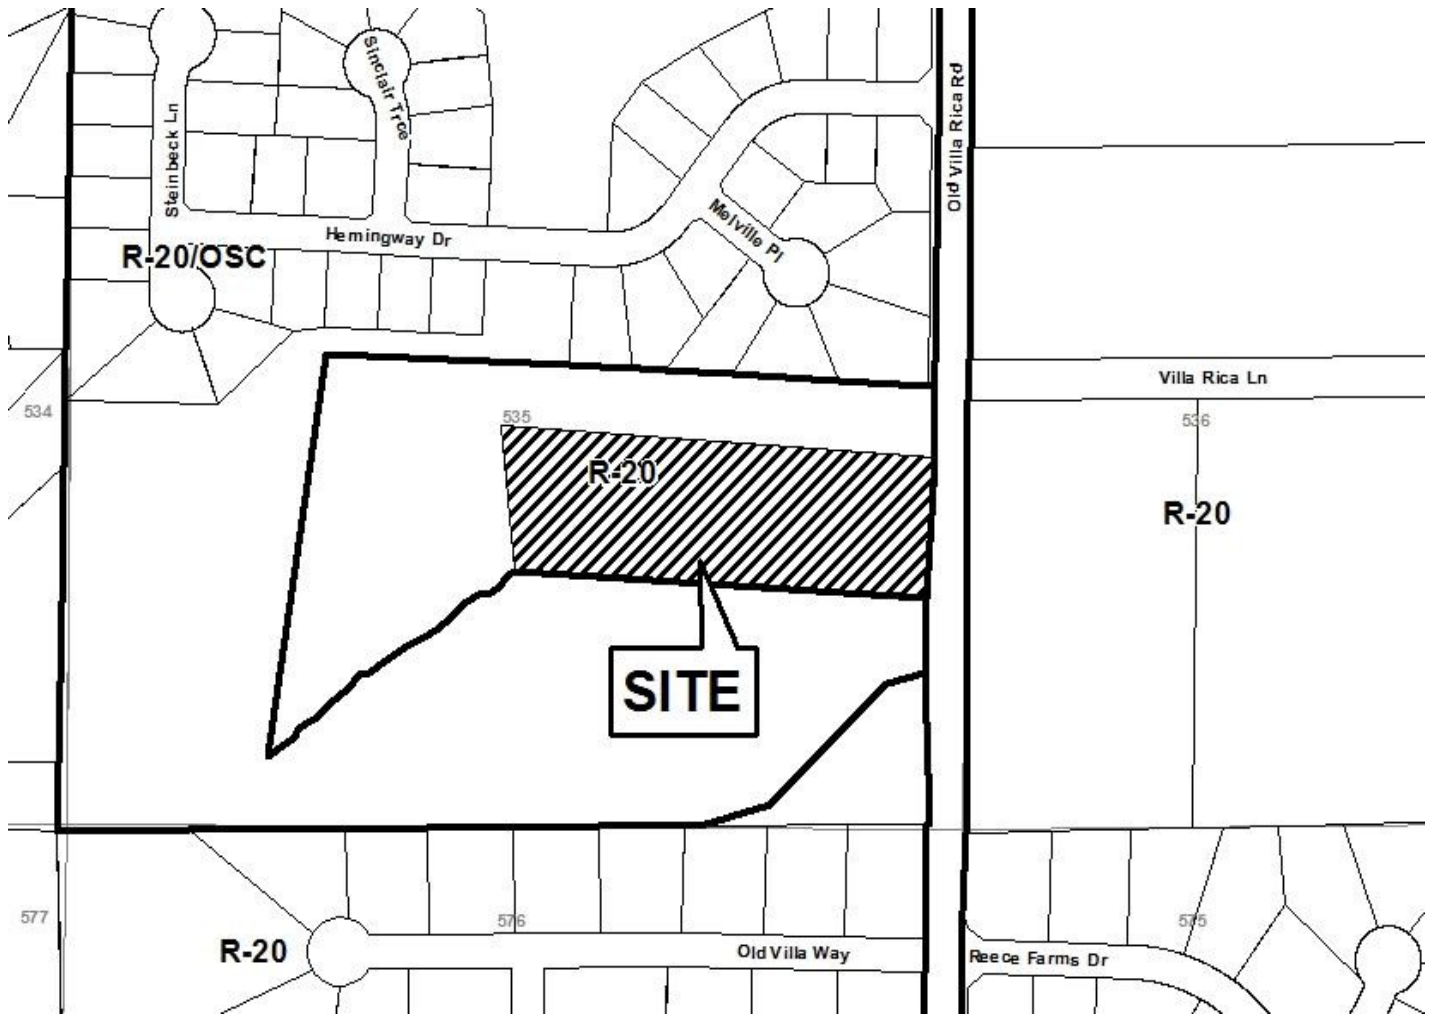 Sinclair Trce
Steinbeck Ln
Old Villa Rica Rd
Melville Pl
Hemingway Dr
R-20/OSC
Villa Rica Ln
534
535
536
R-20
R-20
SITE
577
576
575
R-20
Old Villa Way
Reece Farms Dr